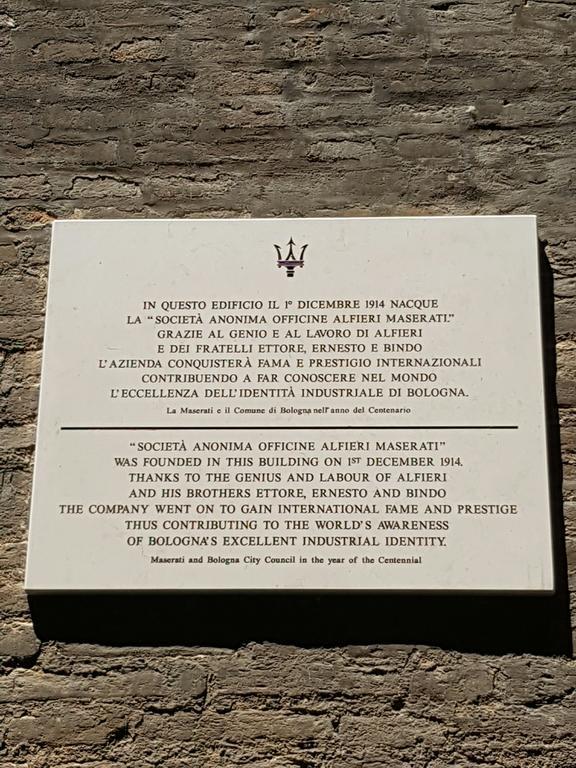 IN QUESTO EDIFICIO IL 1° DICEMBRE 1914 NACQUE
LA “SOCIETÀ ANONIMA OFFICINE ALFIERI MASERATI.”
GRAZIE AL GENIO E AL LAVORO DI ALFIERI
E DEI FRATELLI ETTORE, ERNESTO E BINDO
L’AZIENDA CONQUISTERÀ FAMA E PRESTIGIO INTERNAZIONALI
CONTRIBUENDO A FAR CONOSCERE NEL MONDO
L’ECCELLENZA DELL’IDENTITÀ INDUSTRIALE DI BOLOGNA.
La Maserati e il Comune di Bologna nell’anno del Centenario
“SOCIETÀ ANONIMA OFFICINE ALFIERI MASERATI”
WAS FOUNDED IN THIS BUILDING ON 1ST DECEMBER 1914.
THANKS TO THE GENIUS AND LABOUR OF ALFIERI
AND HIS BROTHERS ETTORE, ERNESTO AND BINDO
THE COMPANY WENT ON TO GAIN INTERNATIONAL FAME AND PRESTIGE
THUS CONTRIBUTING TO THE WORLD’S AWARENESS
OF BOLOGNA’S EXCELLENT INDUSTRIAL IDENTITY.
Maserati and Bologna City Council in the year of the Centennial